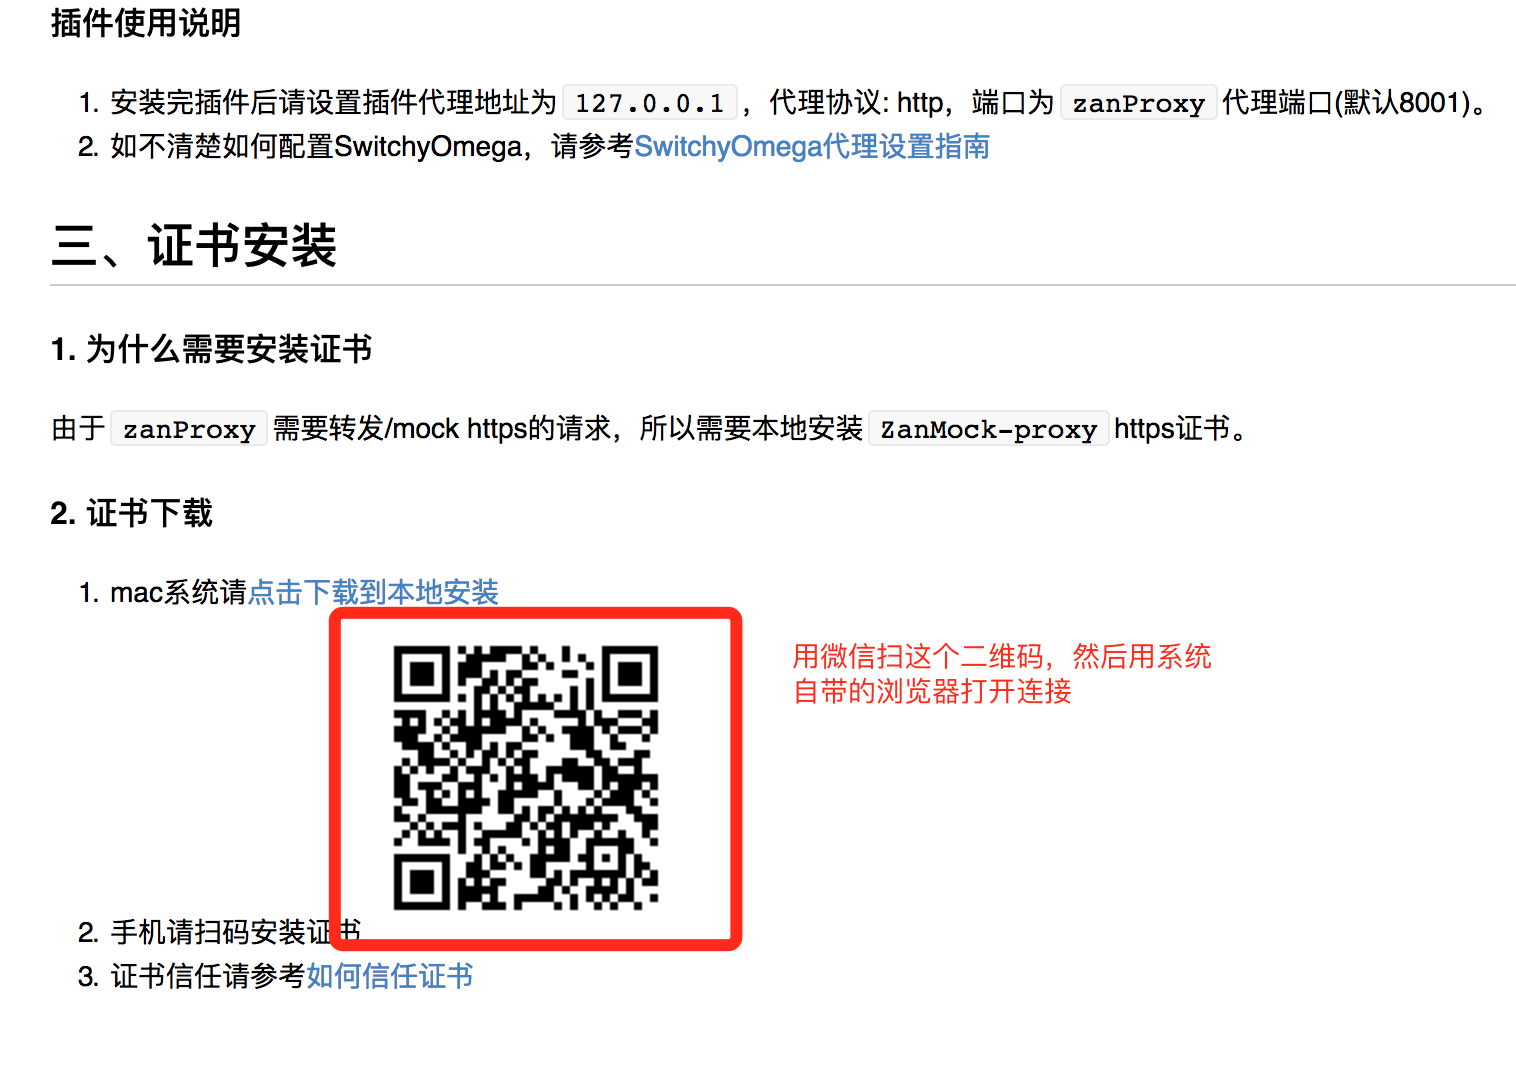 插件使用说明
1. 安装完插件后请设置插件代理地址为 127.0.0.1 ，代理协议: http，端口为 zanProxy 代理端口(默认8001)。
2. 如不清楚如何配置SwitchyOmega，请参考SwitchyOmega代理设置指南
三、证书安装
1. 为什么需要安装证书
由于 zanProxy 需要转发/mock https的请求，所以需要本地安装 ZanMock-proxy https证书。
2. 证书下载
1. mac系统请点击下载到本地安装
用微信扫这个二维码，然后用系统
自带的浏览器打开连接
2. 手机请扫码安装证书
3. 证书信任请参考如何信任证书